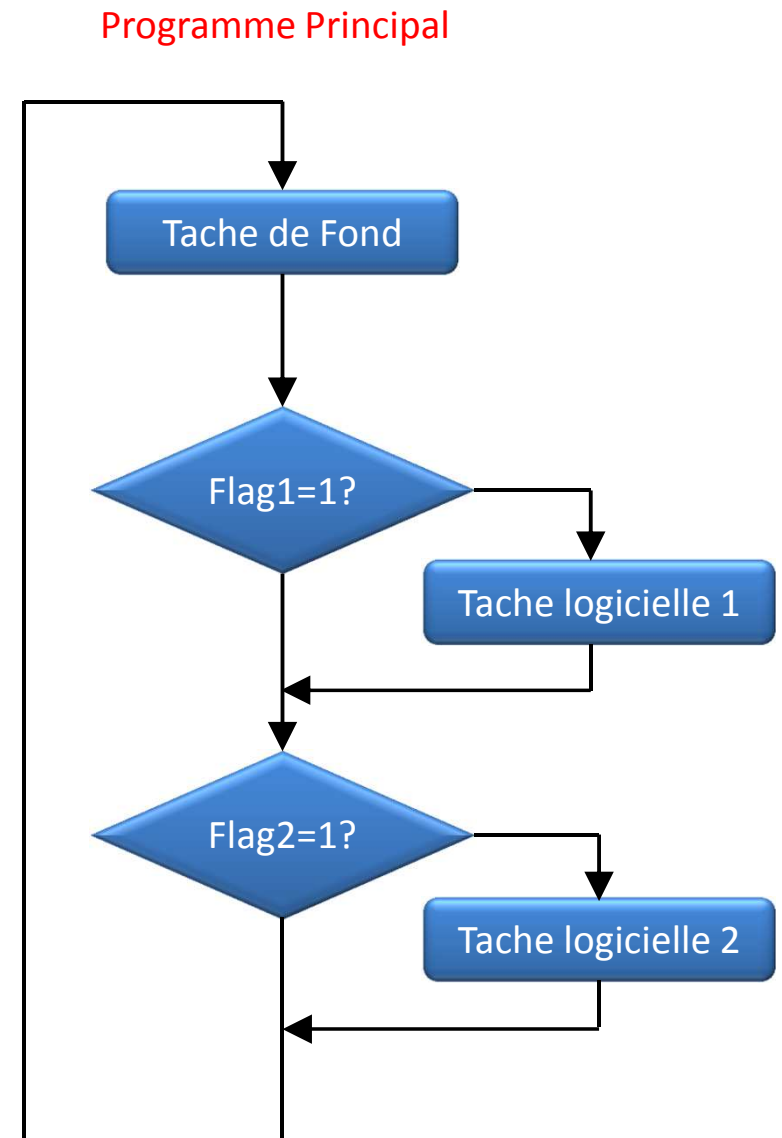 Programme Principal
Tache de Fond
Flag1=1?
Tache logicielle 1
Flag2=1?
Tache logicielle 2